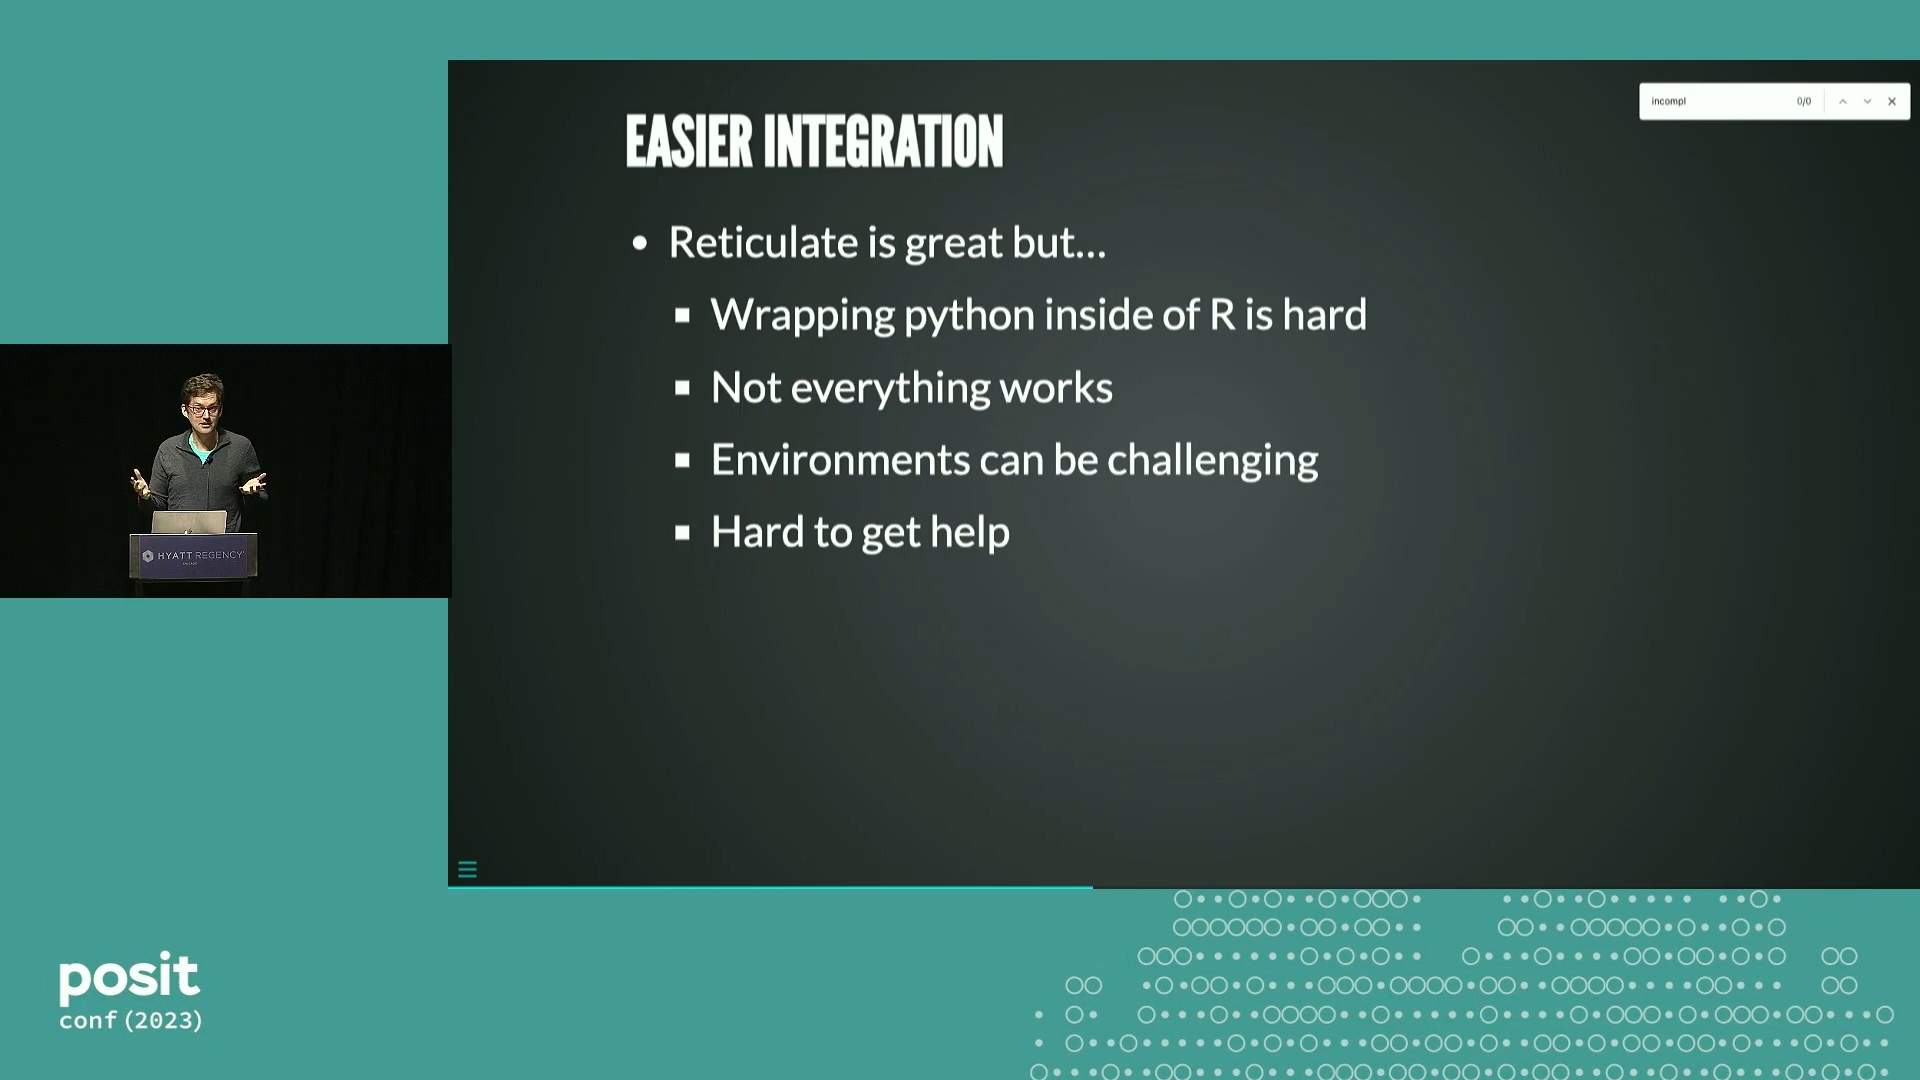 EASIER INTEGRATION
incompl 0/0
Reticulate is great but...
Wrapping python inside of R is hard
Not everything works
Environments can be challenging
Hard to get help
HYATT REGENCY
posit
conf (2023)